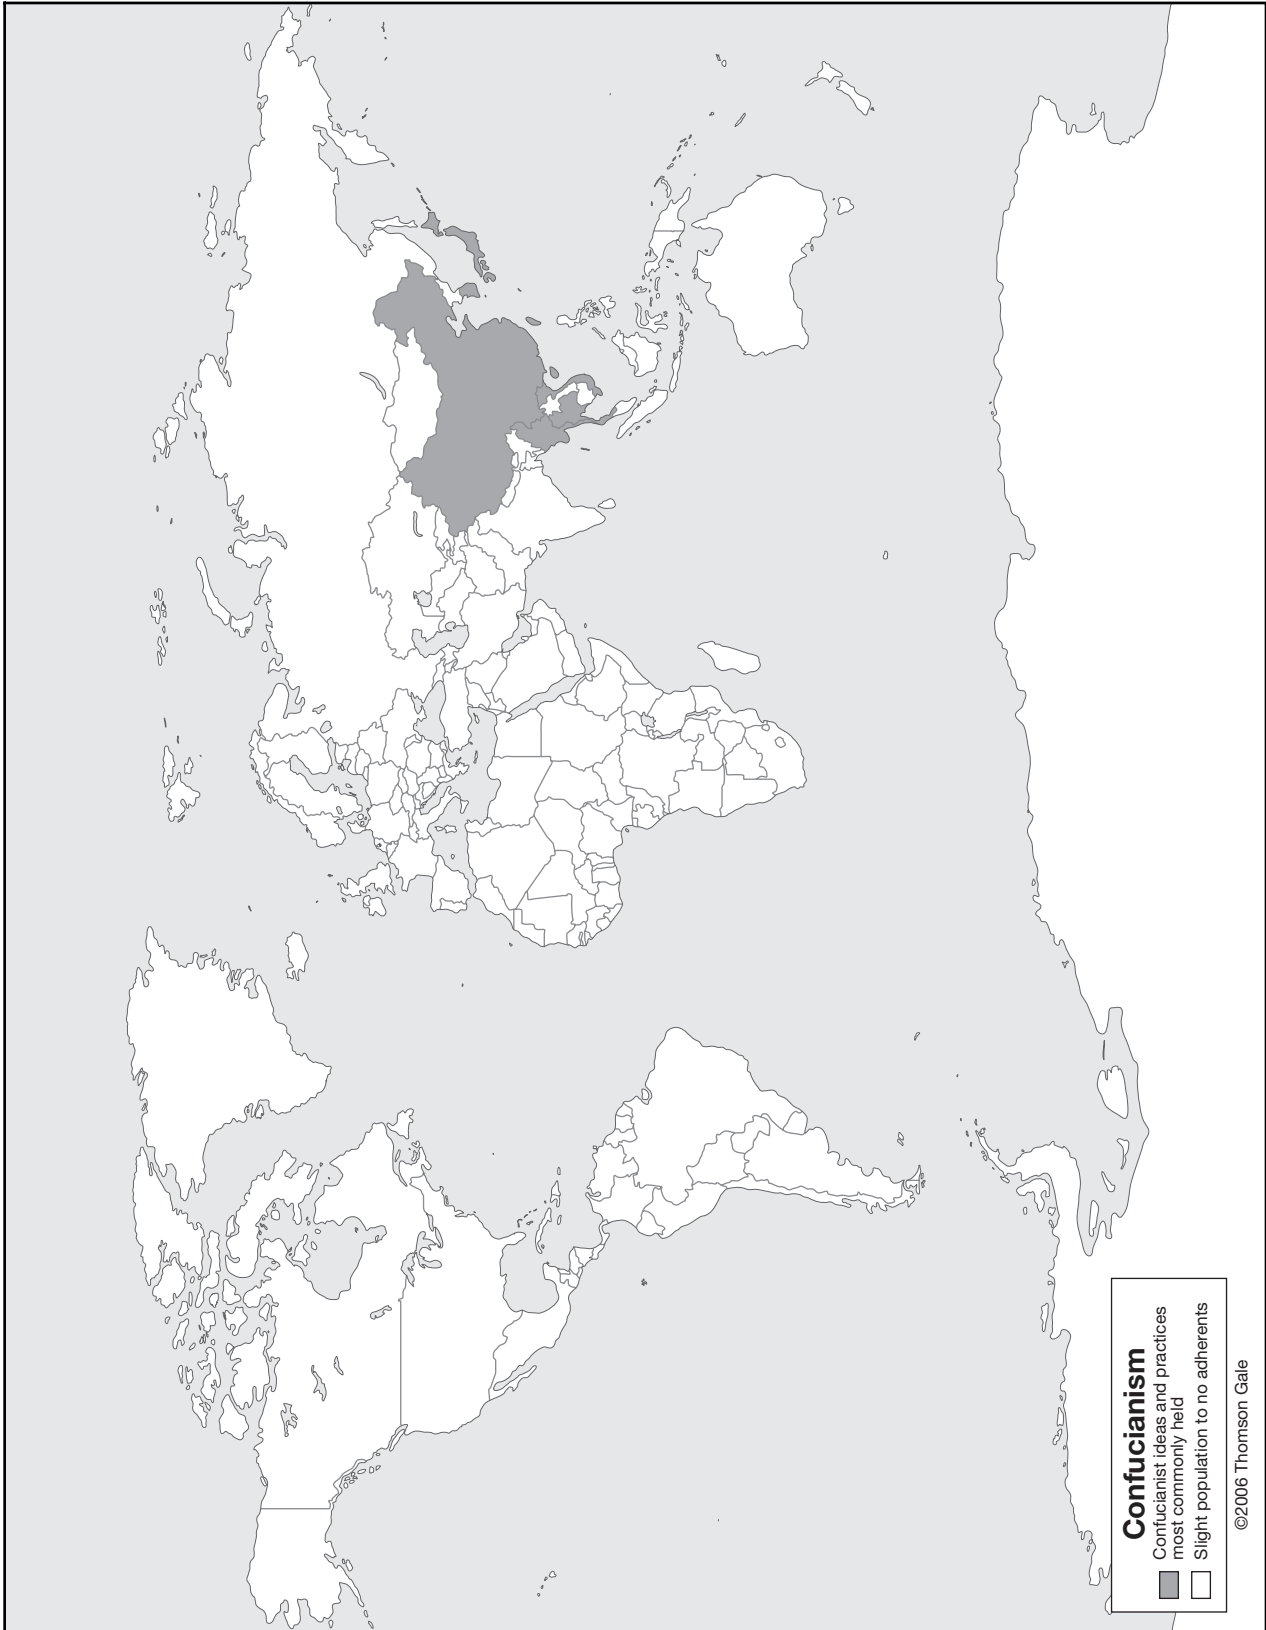 Confucianism
Confucianist ideas and practices
most commonly held
Slight population to no adherents
©2006 Thomson Gale